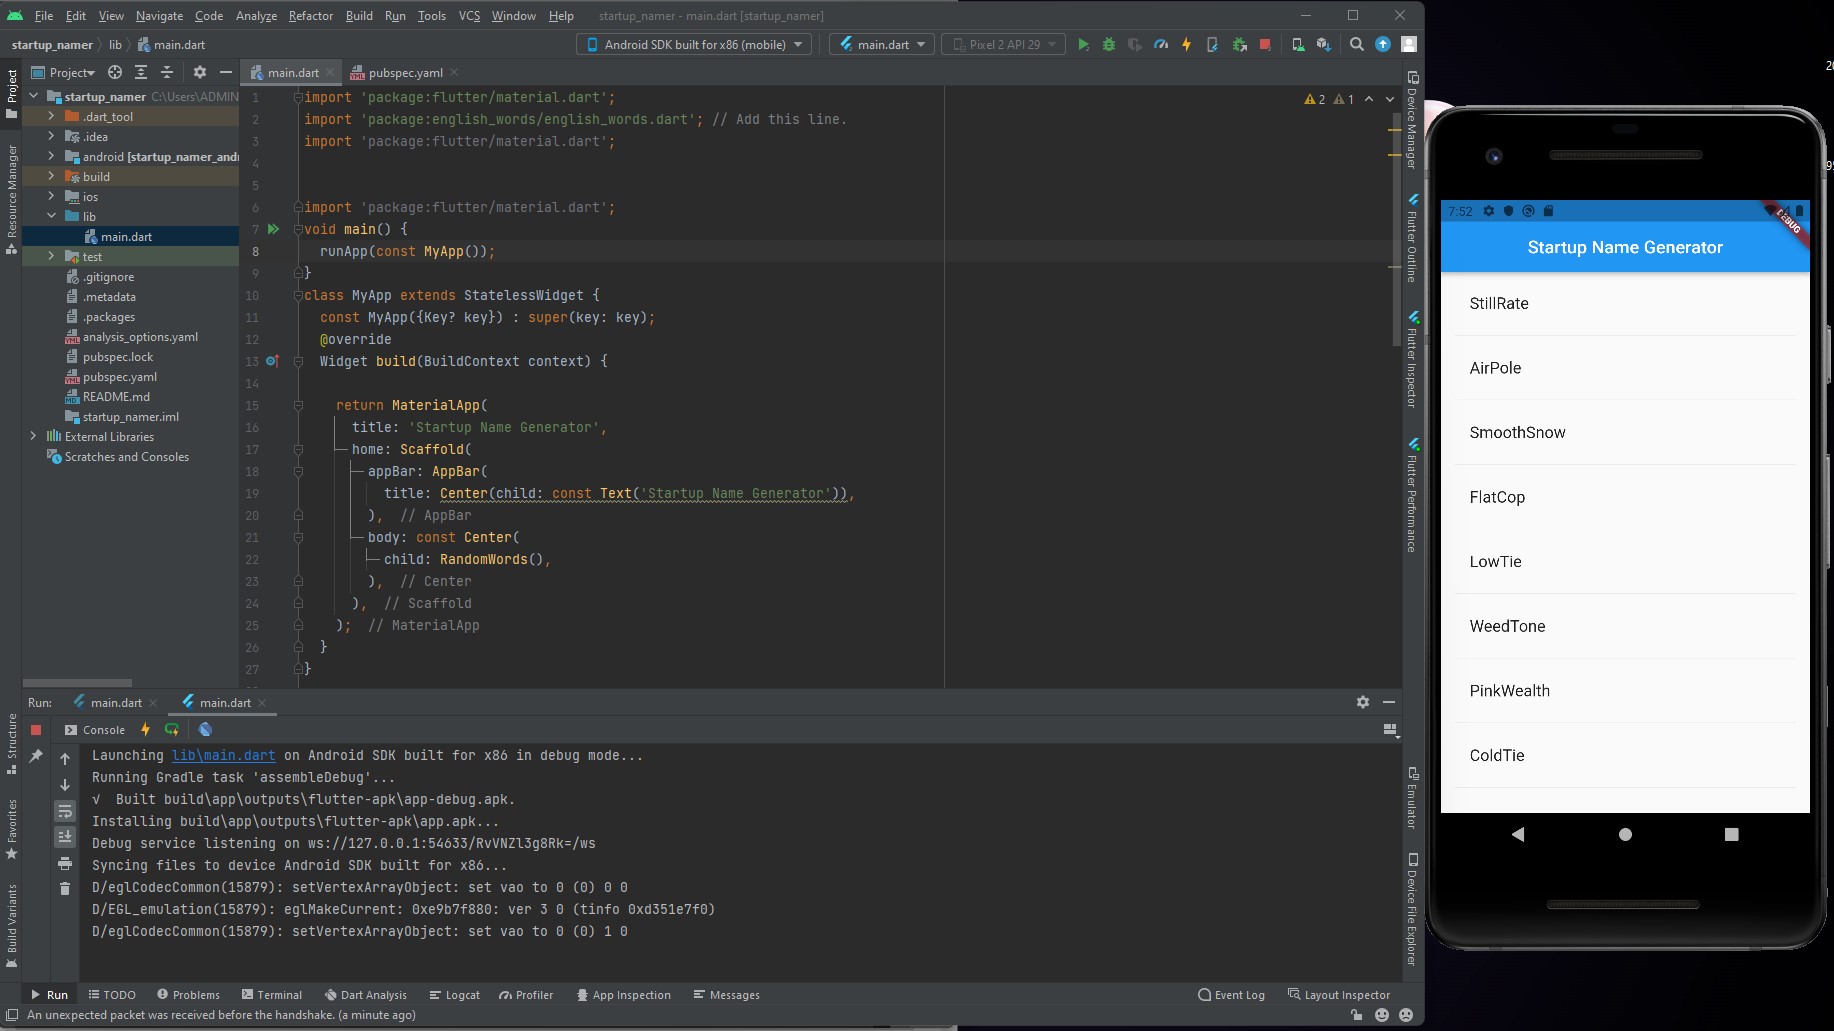 File Edit View Navigate Code Analyze Refactor Build Run Tools VCS Window Help startup_namer - main.dart [startup_namer]
startup_namer lib main.dart
Android SDK built for x86 (mobile) main.dart Pixel 2 API 29
Project
main.dart pubspec.yaml
startup_namer C:\Users\ADMIN
.dart_tool
.idea
android [startup_namer_and
build
ios
lib
main.dart
test
.gitignore
.metadata
.packages
analysis_options.yaml
pubspec.lock
pubspec.yaml
README.md
startup_namer.iml
External Libraries
Scratches and Consoles
Project
Resource Manager
Structure
Favorites
Build Variants
2 1
1 import 'package:flutter/material.dart';
2 import 'package:english_words/english_words.dart'; // Add this line.
3 import 'package:flutter/material.dart';
4
5
6 import 'package:flutter/material.dart';
7 void main() {
8 runApp(const MyApp());
9 }
10 class MyApp extends StatelessWidget {
11 const MyApp({Key? key}) : super(key: key);
12 @override
13 Widget build(BuildContext context) {
14
15 return MaterialApp(
16 title: 'Startup Name Generator',
17 home: Scaffold(
18 appBar: AppBar(
19 title: Center(child: const Text('Startup Name Generator')),
20 ), // AppBar
21 body: const Center(
22 child: RandomWords(),
23 ), // Center
24 ), // Scaffold
25 ); // MaterialApp
26 }
27 }
Device Manager
Flutter Outline
Flutter Inspector
Flutter Performance
Emulator
Device File Explorer
Run: main.dart main.dart
Console
Launching lib\main.dart on Android SDK built for x86 in debug mode...
Running Gradle task 'assembleDebug'...
√ Built build\app\outputs\flutter-apk\app-debug.apk.
Installing build\app\outputs\flutter-apk\app.apk...
Debug service listening on ws://127.0.0.1:54633/RvVNZl3g8Rk=/ws
Syncing files to device Android SDK built for x86...
D/eglCodecCommon(15879): setVertexArrayObject: set vao to 0 (0) 0 0
D/EGL_emulation(15879): eglMakeCurrent: 0xe9b7f880: ver 3 0 (tinfo 0xd351e7f0)
D/eglCodecCommon(15879): setVertexArrayObject: set vao to 0 (0) 1 0
Run TODO Problems Terminal Dart Analysis Logcat Profiler App Inspection Messages Event Log Layout Inspector
An unexpected packet was received before the handshake. (a minute ago)
7:52
DEBUG
Startup Name Generator
StillRate
AirPole
SmoothSnow
FlatCop
LowTie
WeedTone
PinkWealth
ColdTie